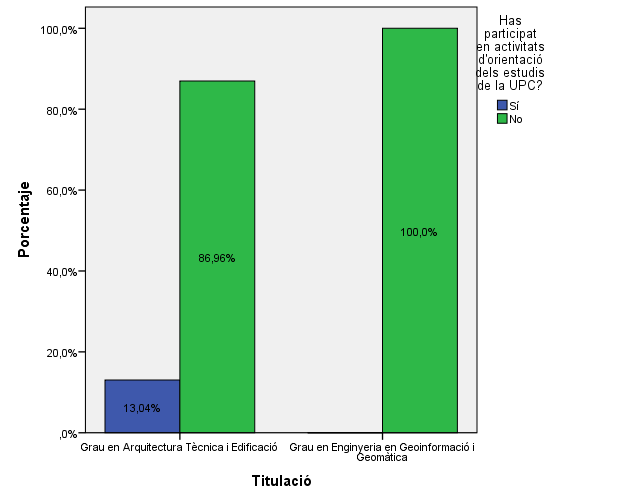 Has
participat
en activitats
d'orientació
dels estudis
de la UPC?
Sí
No
Porcentaje
100,0%
80,0%
60,0%
40,0%
20,0%
,0%
13,04%
86,96%
100,0%
Grau en Arquitectura Tècnica i Edificació
Grau en Enginyeria en Geoinformació i
Geomàtica
Titulació